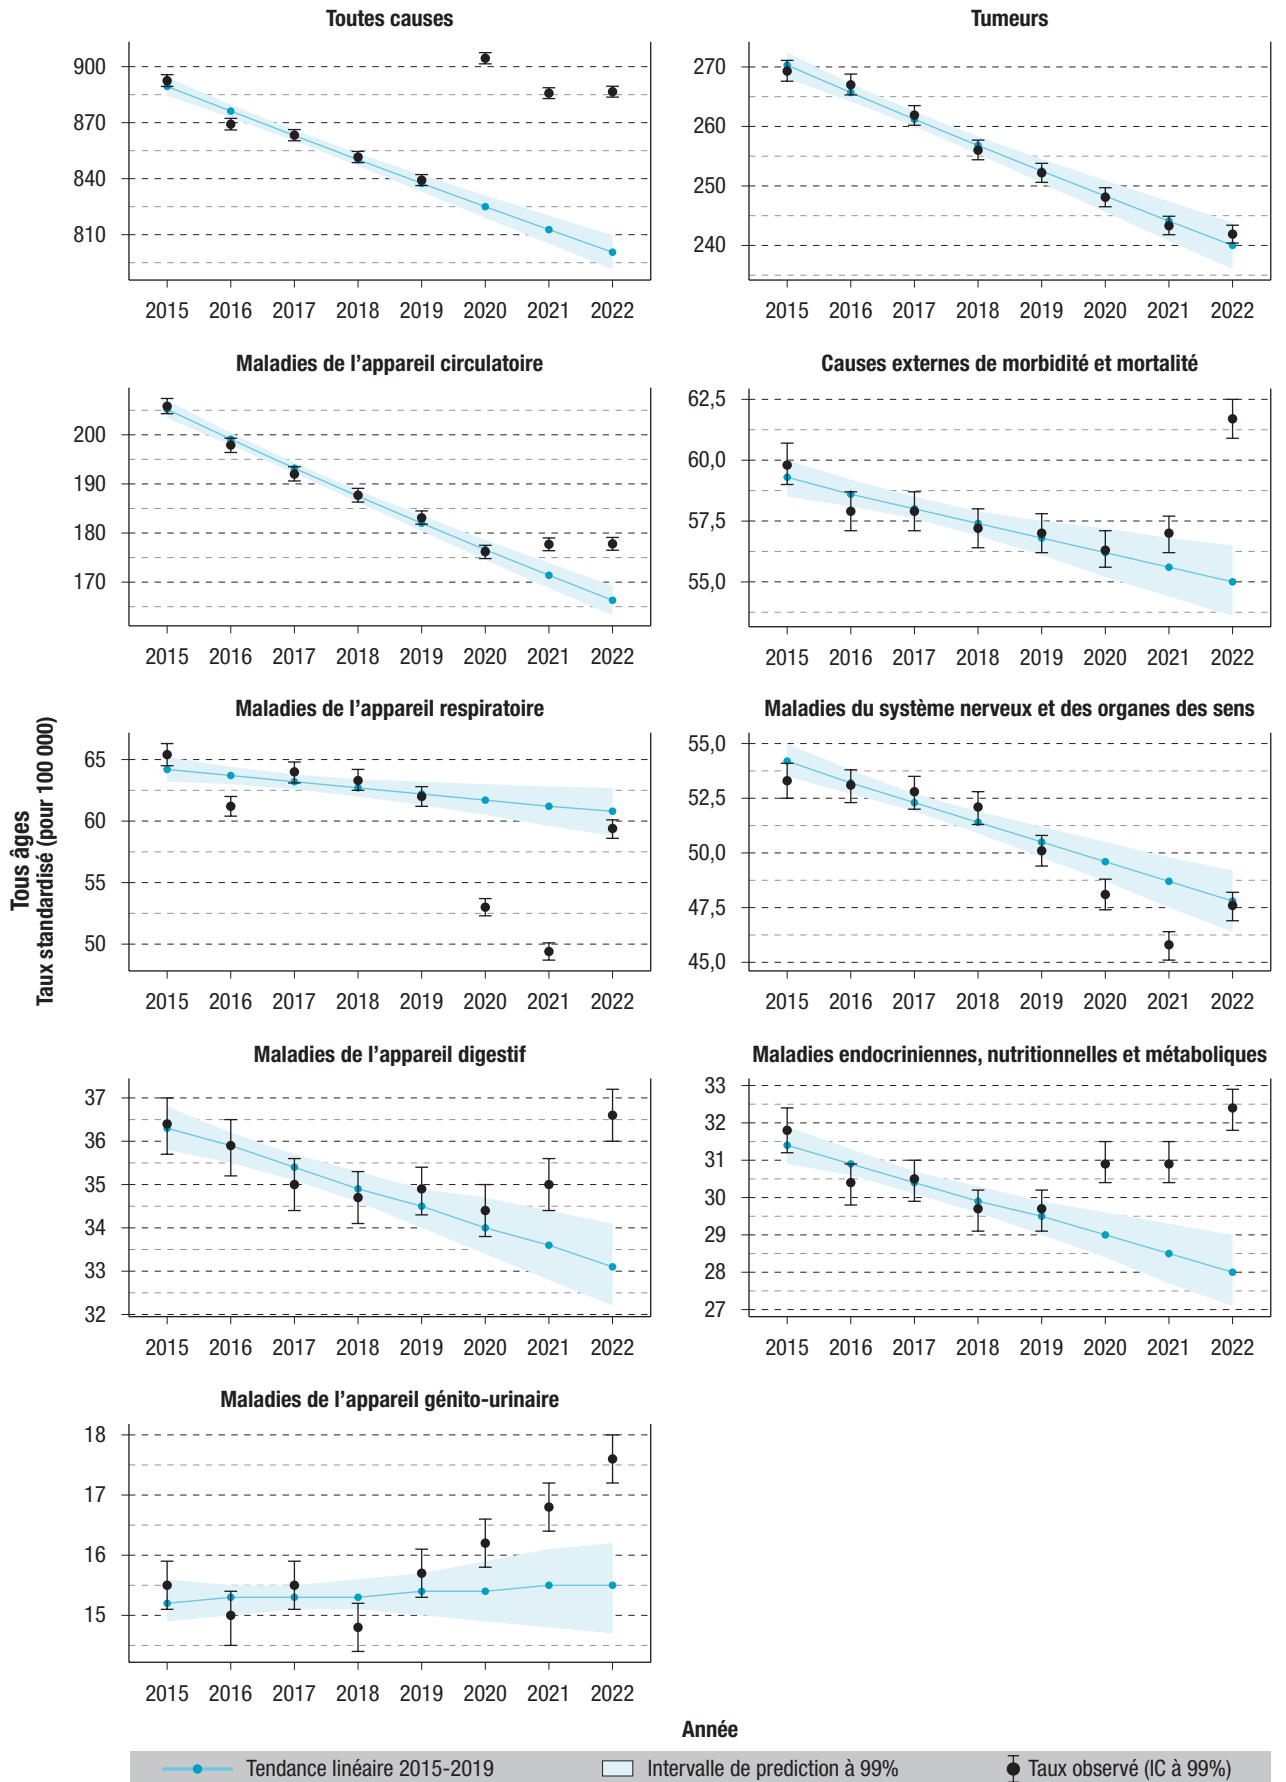 Toutes causes
900
870
840
810
2015 2016 2017 2018 2019 2020 2021 2022
Tumeurs
270
260
250
240
2015 2016 2017 2018 2019 2020 2021 2022
Maladies de l'appareil circulatoire
200
190
180
170
2015 2016 2017 2018 2019 2020 2021 2022
Causes externes de morbidité et mortalité
62,5
60,0
57,5
55,0
2015 2016 2017 2018 2019 2020 2021 2022
Tous âges
Taux standardisé (pour 100 000)
Maladies de l'appareil respiratoire
65
60
55
50
2015 2016 2017 2018 2019 2020 2021 2022
Maladies du système nerveux et des organes des sens
55,0
52,5
50,0
47,5
45,0
2015 2016 2017 2018 2019 2020 2021 2022
Maladies de l'appareil digestif
37
36
35
34
33
32
2015 2016 2017 2018 2019 2020 2021 2022
Maladies endocriniennes, nutritionnelles et métaboliques
33
32
31
30
29
28
27
2015 2016 2017 2018 2019 2020 2021 2022
Maladies de l'appareil génito-urinaire
18
17
16
15
2015 2016 2017 2018 2019 2020 2021 2022
Année
Tendance linéaire 2015-2019
Intervalle de prediction à 99%
Taux observé (IC à 99%)